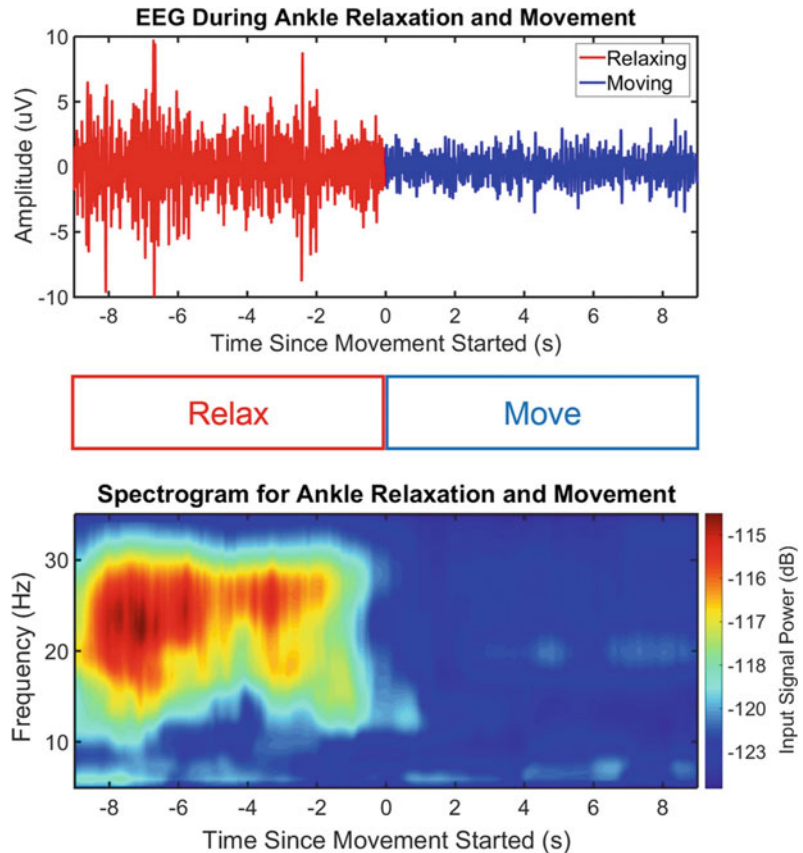 EEG During Ankle Relaxation and Movement
10
5
0
-5
-10
Amplitude (uV)
Relaxing
Moving
-8 -6 -4 -2 0 2 4 6 8
Time Since Movement Started (s)
Relax
Move
Spectrogram for Ankle Relaxation and Movement
30
20
10
Frequency (Hz)
-8 -6 -4 -2 0 2 4 6 8
Time Since Movement Started (s)
-115
-116
-117
-118
-120
-123
Input Signal Power (dB)